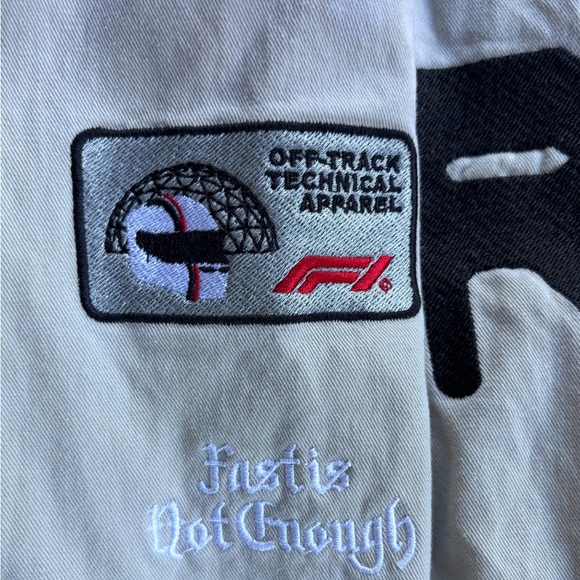 OFF-TRACK
TECHNICAL
APPAREL
F1
Fast is
Not Enough